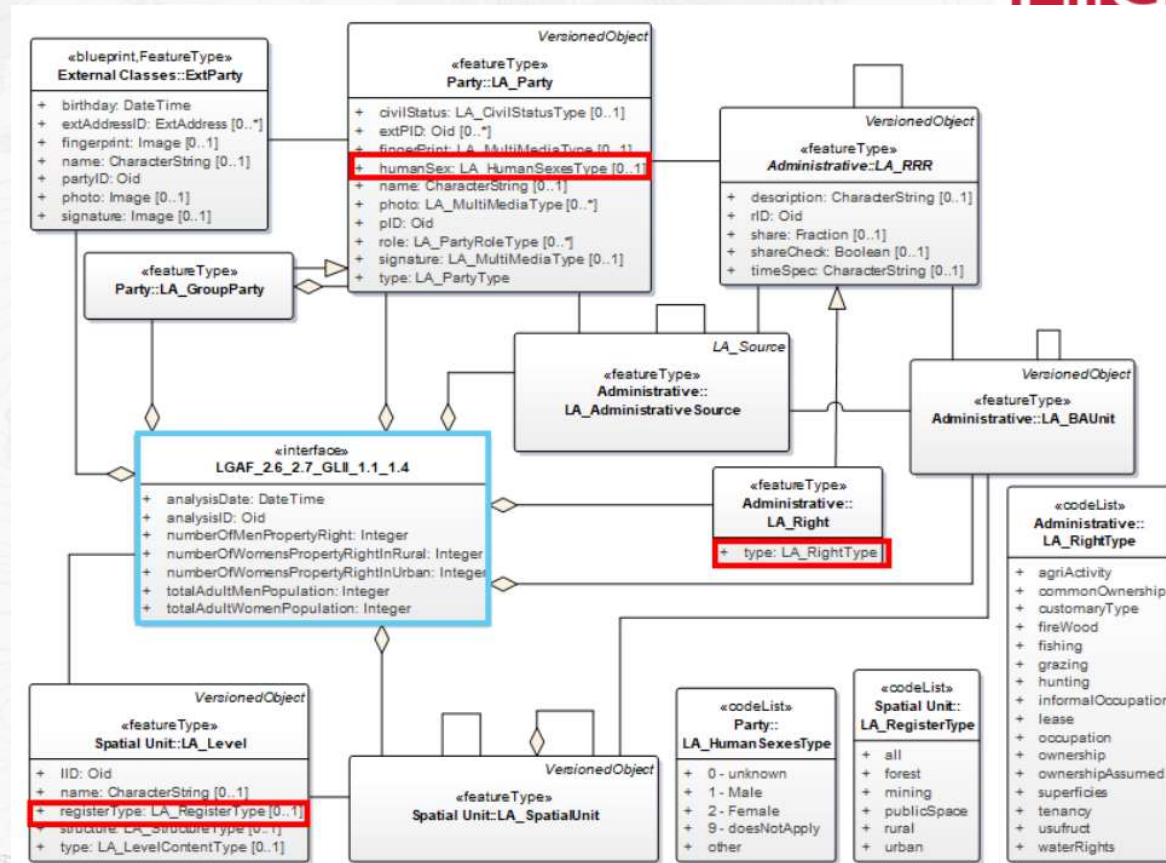 «blueprint,FeatureType»
External Classes::ExtParty
+ birthday: DateTime
+ extAddressID: ExtAddress [0..*]
+ fingerprint: Image [0..1]
+ name: CharacterString [0..1]
+ partyID: Oid
+ photo: Image [0..1]
+ signature: Image [0..1]
VersionedObject
«featureType»
Party::LA_Party
+ civilStatus: LA_CivilStatusType [0..1]
+ extPID: Oid [0..*]
+ fingerPrint: LA_MultiMediaType [0..1]
+ humanSex: LA_HumanSexesType [0..1]
+ name: CharacterString [0..1]
+ photo: LA_MultiMediaType [0..*]
+ pID: Oid
+ role: LA_PartyRoleType [0..*]
+ signature: LA_MultiMediaType [0..1]
+ type: LA_PartyType
VersionedObject
«featureType»
Administrative::LA_RRR
+ description: CharacterString [0..1]
+ rID: Oid
+ share: Fraction [0..1]
+ shareCheck: Boolean [0..1]
+ timeSpec: CharacterString [0..1]
«featureType»
Party::LA_GroupParty
LA_Source
«featureType»
Administrative::
LA_AdministrativeSource
VersionedObject
«featureType»
Administrative::LA_BAUnit
«interface»
LGAF_2.6_2.7_GLII_1.1_1.4
+ analysisDate: DateTime
+ analysisID: Oid
+ numberOfMenPropertyRight: Integer
+ numberOfWomensPropertyRightInRural: Integer
+ numberOfWomensPropertyRightInUrban: Integer
+ totalAdultMenPopulation: Integer
+ totalAdultWomenPopulation: Integer
«featureType»
Administrative::
LA_Right
+ type: LA_RightType
«codeList»
Administrative::
LA_RightType
+ agriActivity
+ commonOwnership
+ customaryType
+ fireWood
+ fishing
+ grazing
+ hunting
+ informalOccupation
+ lease
+ occupation
+ ownership
+ ownershipAssumed
+ superficies
+ tenancy
+ usufruct
+ waterRights
VersionedObject
«featureType»
Spatial Unit::LA_Level
+ lID: Oid
+ name: CharacterString [0..1]
+ registerType: LA_RegisterType [0..1]
+ structure: LA_StructureType [0..1]
+ type: LA_LevelContentType [0..1]
VersionedObject
«featureType»
Spatial Unit::LA_SpatialUnit
«codeList»
Party::
LA_HumanSexesType
+ 0 - unknown
+ 1 - Male
+ 2 - Female
+ 9 - doesNotApply
+ other
«codeList»
Spatial Unit::
LA_RegisterType
+ all
+ forest
+ mining
+ publicSpace
+ rural
+ urban